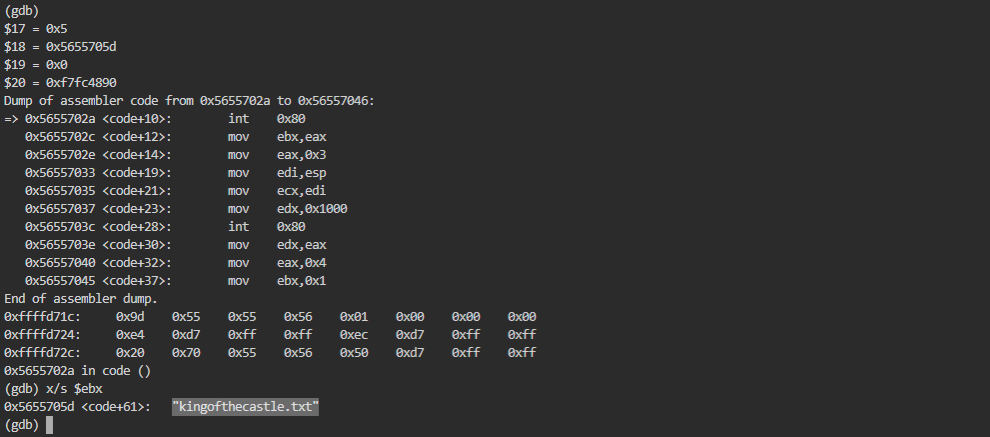 (gdb)
$17 = 0x5
$18 = 0x5655705d
$19 = 0x0
$20 = 0xf7fc4890
Dump of assembler code from 0x5655702a to 0x56557046:
=> 0x5655702a <code+10>: int 0x80
0x5655702c <code+12>: mov ebx,eax
0x5655702e <code+14>: mov eax,0x3
0x56557033 <code+19>: mov edi,esp
0x56557035 <code+21>: mov ecx,edi
0x56557037 <code+23>: mov edx,0x1000
0x5655703c <code+28>: int 0x80
0x5655703e <code+30>: mov edx,eax
0x56557040 <code+32>: mov eax,0x4
0x56557045 <code+37>: mov ebx,0x1
End of assembler dump.
0xffffd71c: 0x9d 0x55 0x55 0x56 0x01 0x00 0x00 0x00
0xffffd724: 0xe4 0xd7 0xff 0xff 0xec 0xd7 0xff 0xff
0xffffd72c: 0x20 0x70 0x55 0x56 0x50 0xd7 0xff 0xff
0x5655702a in code ()
(gdb) x/s $ebx
0x5655705d <code+61>: "kingofthecastle.txt"
(gdb)